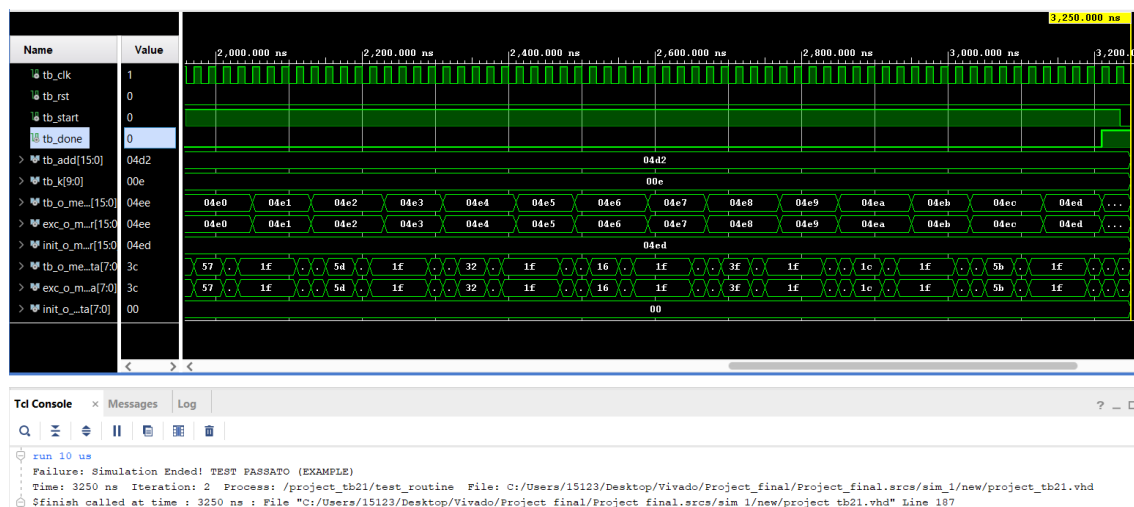 3,250.000 ns
Name Value 2,000.000 ns 2,200.000 ns 2,400.000 ns 2,600.000 ns 2,800.000 ns 3,000.000 ns 3,200.
tb_clk 1
tb_rst 0
tb_start 0
tb_done 0
tb_add[15:0] 04d2 04d2
tb_k[9:0] 00e 00e
tb_o_me...[15:0] 04ee 04e0 04e1 04e2 04e3 04e4 04e5 04e6 04e7 04e8 04e9 04ea 04eb 04ec 04ed ...
exc_o_m...r[15:0 04ee 04e0 04e1 04e2 04e3 04e4 04e5 04e6 04e7 04e8 04e9 04ea 04eb 04ec 04ed ...
init_o_m...r[15:0 04ed 04ed
tb_o_me...ta[7:0 3c 57 . 1f . . 5d . 1f . . 32 . 1f . . 16 . 1f . . 3f . 1f . . 1c . 1f . . 5b . 1f . . .
exc_o_m...a[7:0] 3c 57 . 1f . . 5d . 1f . . 32 . 1f . . 16 . 1f . . 3f . 1f . . 1c . 1f . . 5b . 1f . . .
init_o_...ta[7:0] 00 00
Tcl Console × Messages Log
run 10 us
Failure: Simulation Ended! TEST PASSATO (EXAMPLE)
Time: 3250 ns Iteration: 2 Process: /project_tb21/test_routine File: C:/Users/15123/Desktop/Vivado/Project_final/Project_final.srcs/sim_1/new/project_tb21.vhd
$finish called at time : 3250 ns : File "C:/Users/15123/Desktop/Vivado/Project final/Project final.srcs/sim 1/new/project tb21.vhd" Line 187